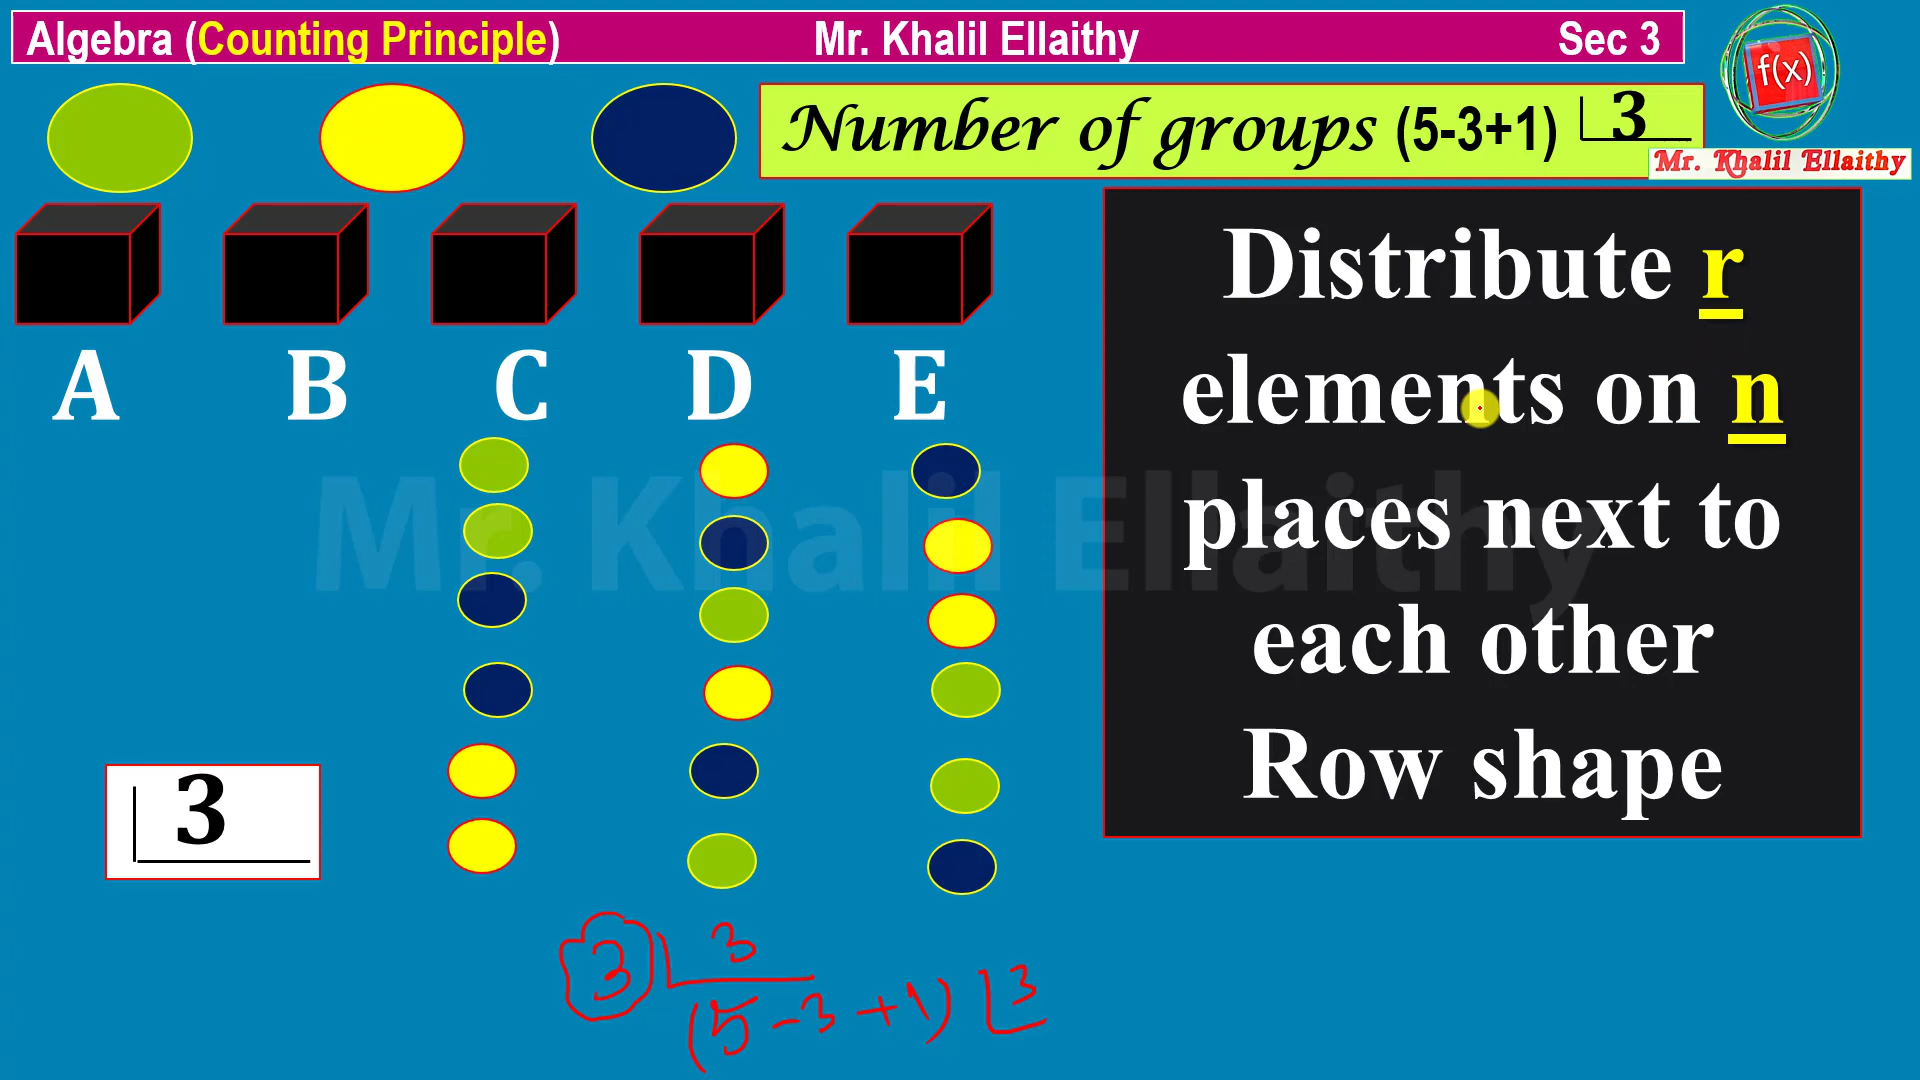 Algebra (Counting Principle) Mr. Khalil Ellaithy Sec 3
f(x)
Number of groups (5-3+1) 3
Mr. Khalil Ellaithy
Distribute r
elements on n
places next to
each other
Row shape
A B C D E
Mr. Khalil Ellaithy
3
3 3
(5-3+1) 3